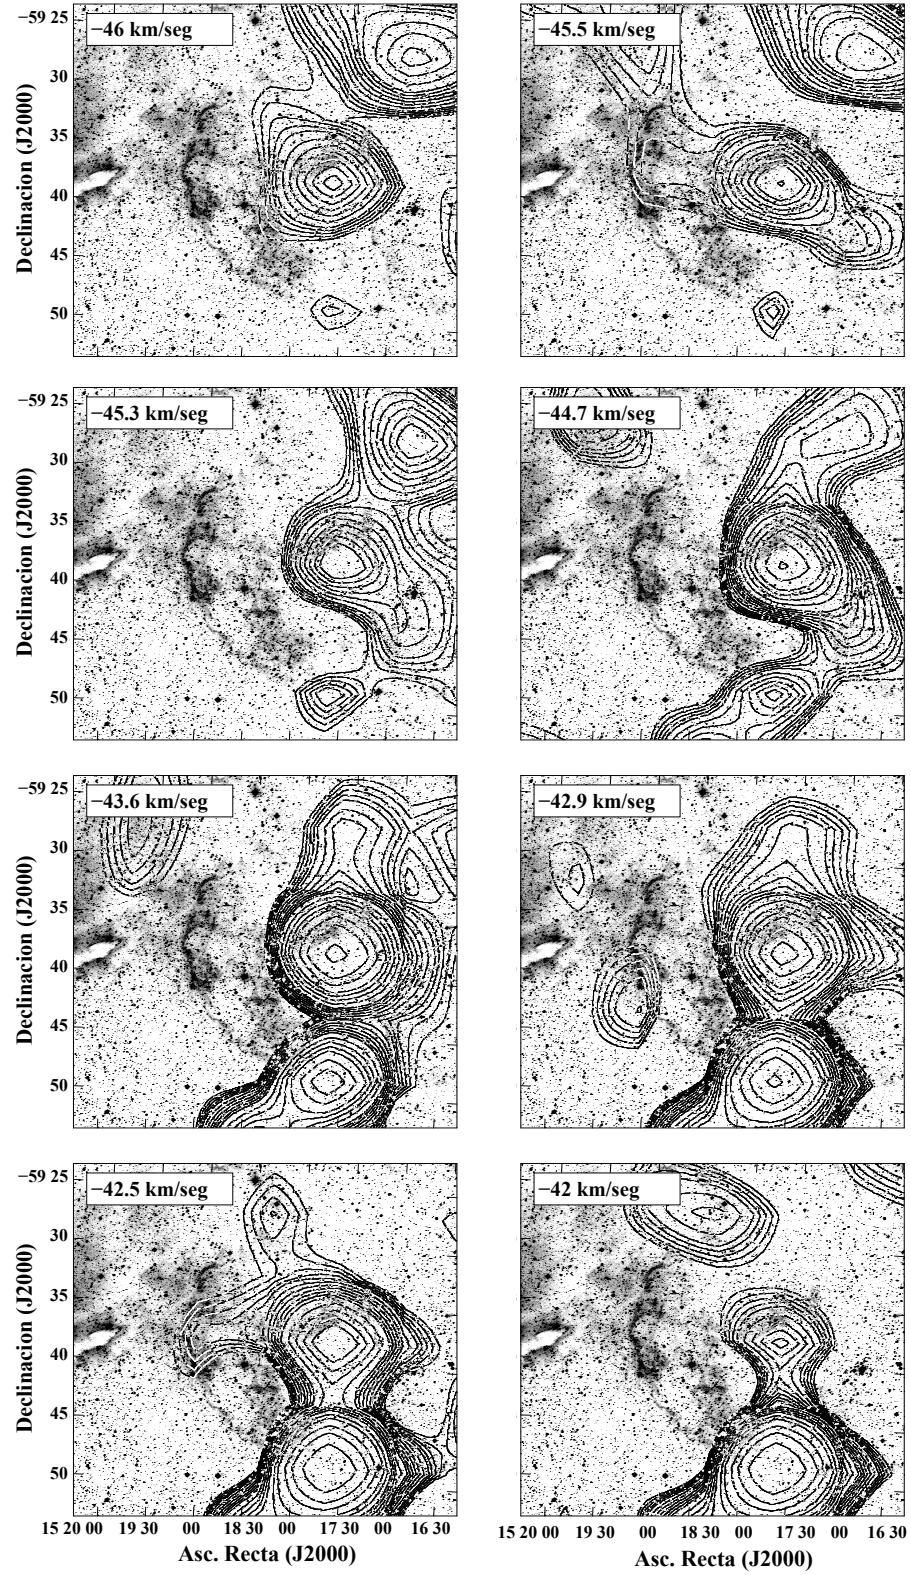 −46 km/seg
−45.5 km/seg
−59 25
30
35
39
45
50
Declinacion (J2000)
−45.3 km/seg
−44.7 km/seg
−59 25
30
35
40
45
50
Declinacion (J2000)
−43.6 km/seg
−42.9 km/seg
−59 25
30
35
39
45
50
Declinacion (J2000)
−42.5 km/seg
−42 km/seg
−59 25
30
35
40
45
50
Declinacion (J2000)
15 20 00 19 30 00 18 30 00 17 30 00 16 30
15 20 00 19 30 00 18 30 00 17 30 00 16 30
Asc. Recta (J2000)
Asc. Recta (J2000)